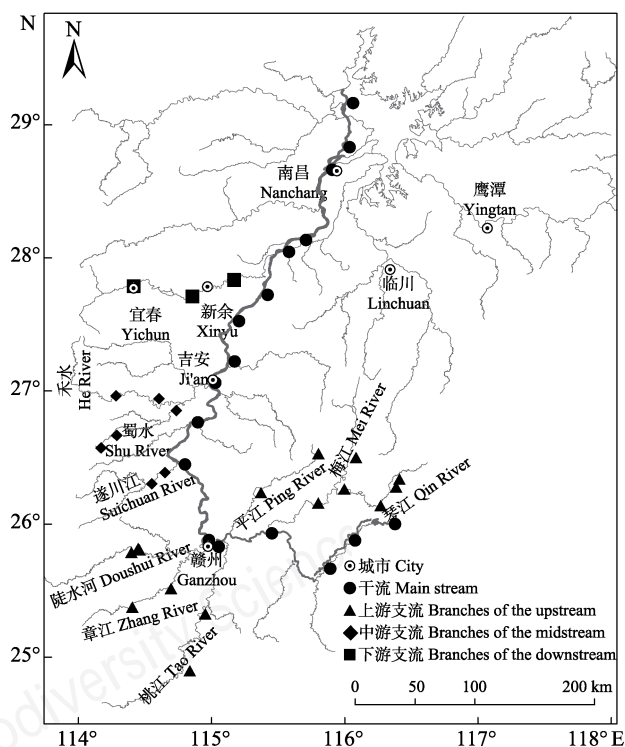 N
N
29°
28°
27°
26°
25°
南昌
Nanchang
鹰潭
Yingtan
临川
Linchuan
宜春
Yichun
新余
Xinyu
吉安
Ji'an
禾水
He River
蜀水
Shu River
遂川江
Suichuan River
梅江 Mei River
平江 Ping River
琴江 Qin River
赣州
Ganzhou
陡水河 Doushui River
章江 Zhang River
桃江 Tao River
城市 City
干流 Main stream
上游支流 Branches of the upstream
中游支流 Branches of the midstream
下游支流 Branches of the downstream
0 50 100 200 km
114° 115° 116° 117° 118° E
odiversity Science